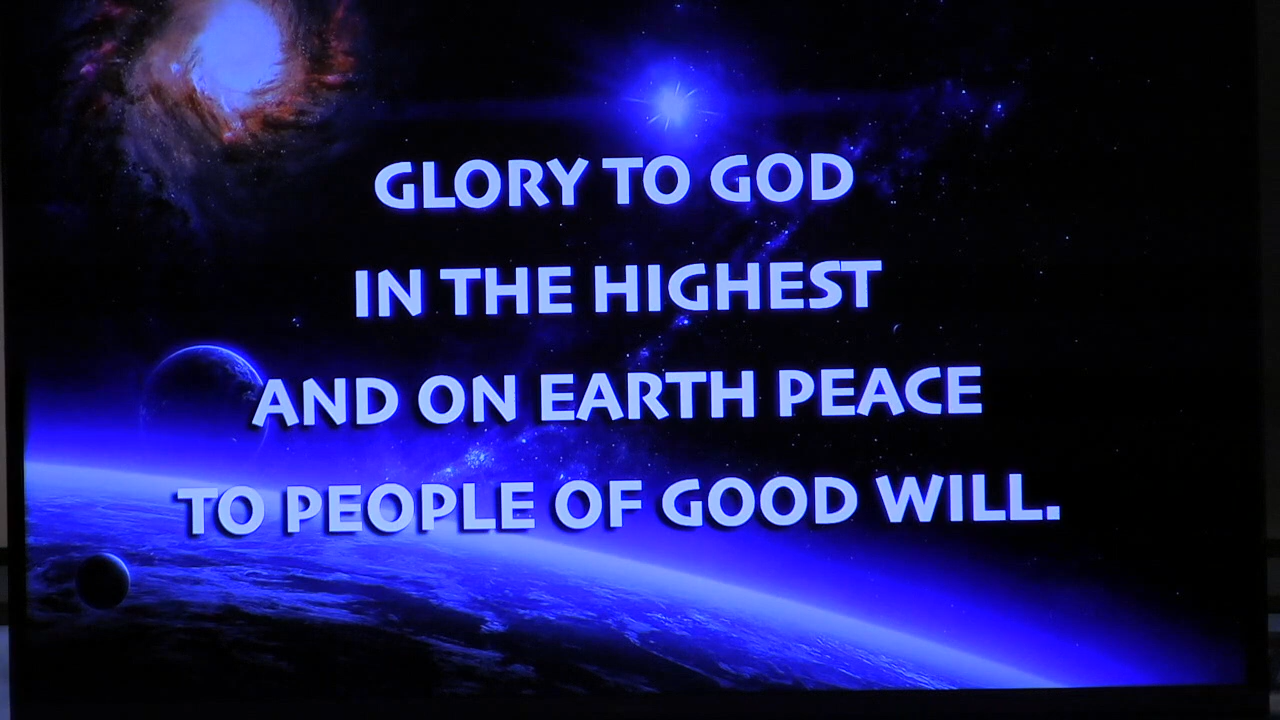 GLORY TO GOD
IN THE HIGHEST
AND ON EARTH PEACE
TO PEOPLE OF GOOD WILL.